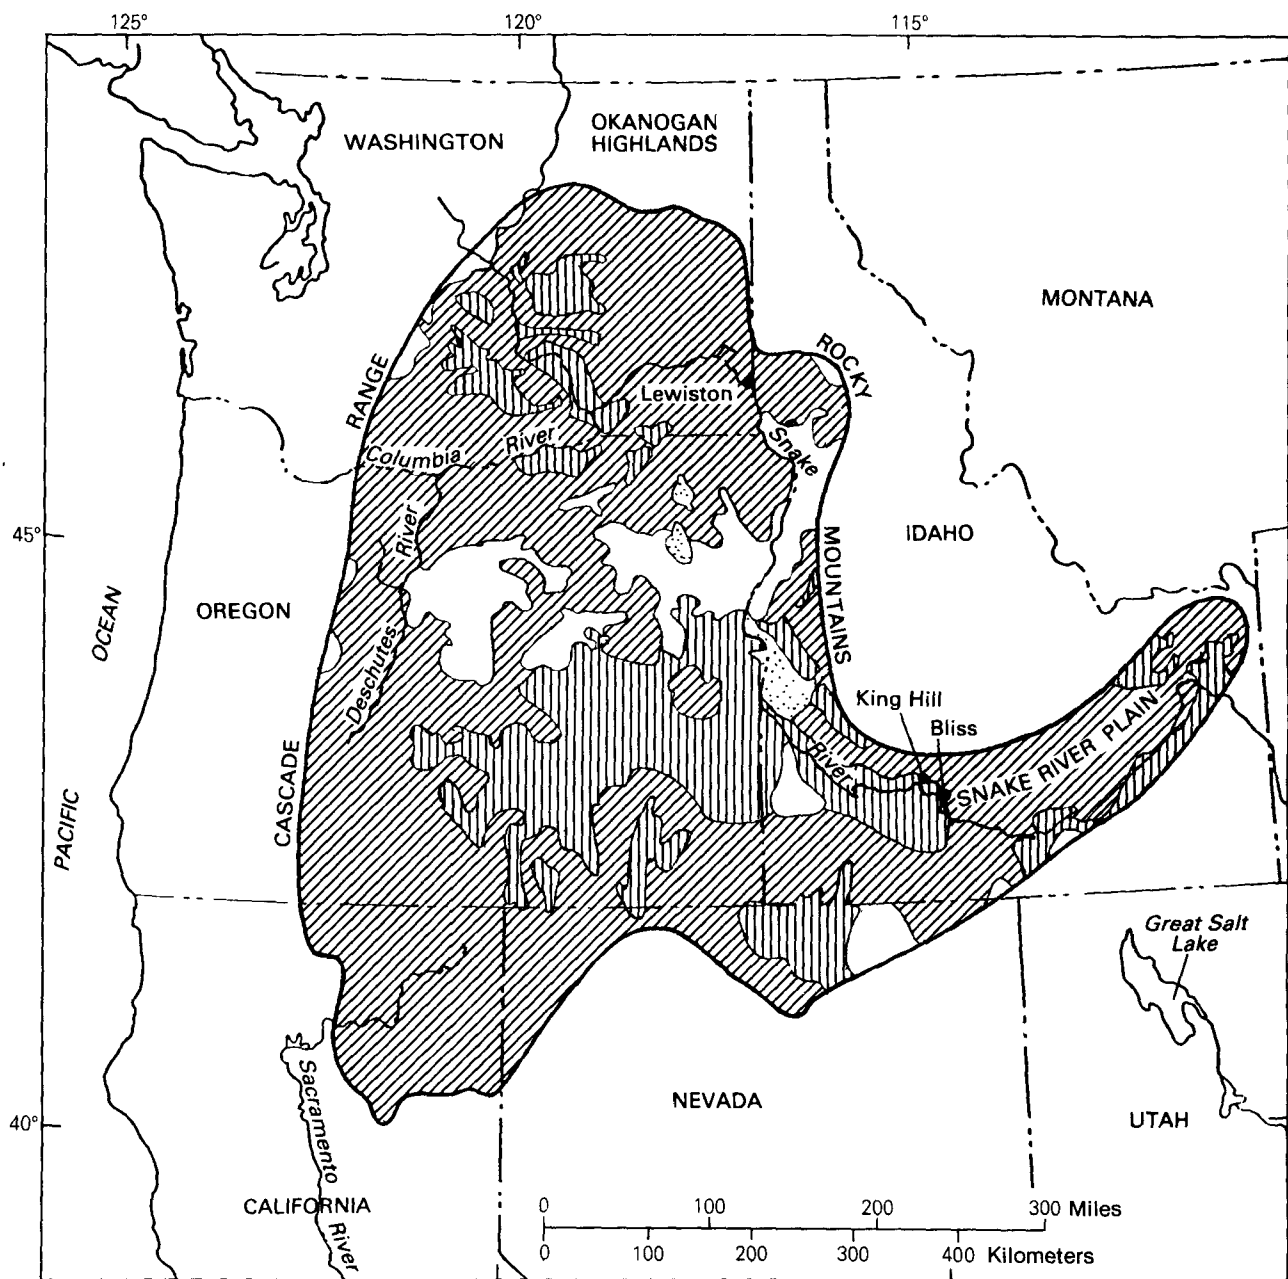 125°
120°
115°
WASHINGTON
OKANOGAN
HIGHLANDS
MONTANA
ROCKY
RANGE
Lewiston
Columbia
River
Snake
45°
River
IDAHO
MOUNTAINS
OCEAN
OREGON
Deschutes
King Hill
Bliss
CASCADE
River
SNAKE RIVER PLAIN
PACIFIC
Great Salt
Lake
Sacramento
River
NEVADA
40°
UTAH
CALIFORNIA
0 100 200 300 Miles
0 100 200 300 400 Kilometers